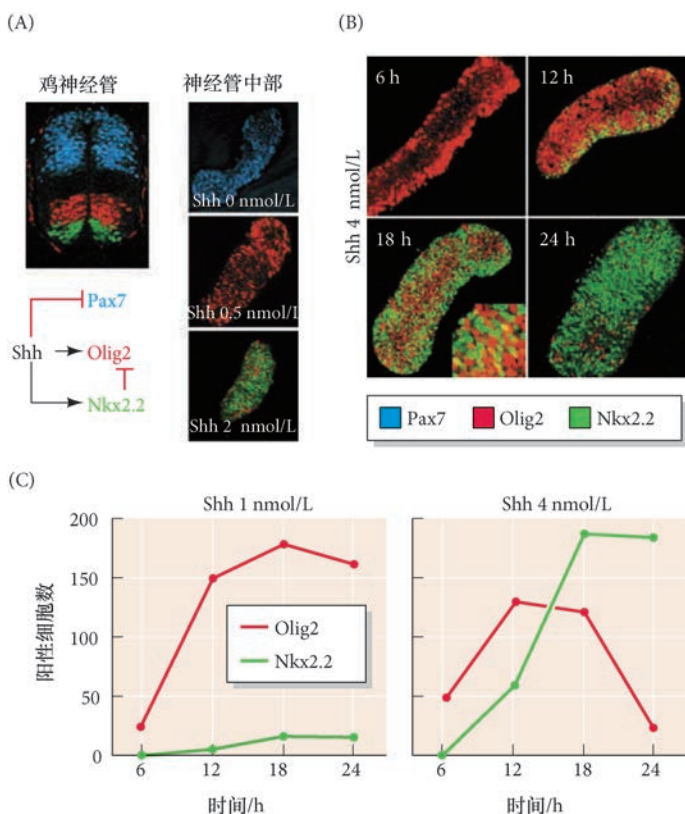 (A)
鸡神经管
神经管中部
Shh 0 nmol/L
Shh 0.5 nmol/L
Shh 2 nmol/L
Pax7
Shh
Olig2
Nkx2.2
(B)
Shh 4 nmol/L
6 h
12 h
18 h
24 h
Pax7
Olig2
Nkx2.2
(C)
Shh 1 nmol/L
Shh 4 nmol/L
阳性细胞数
200
150
100
50
0
Olig2
Nkx2.2
6
12
18
24
6
12
18
24
时间/h
时间/h